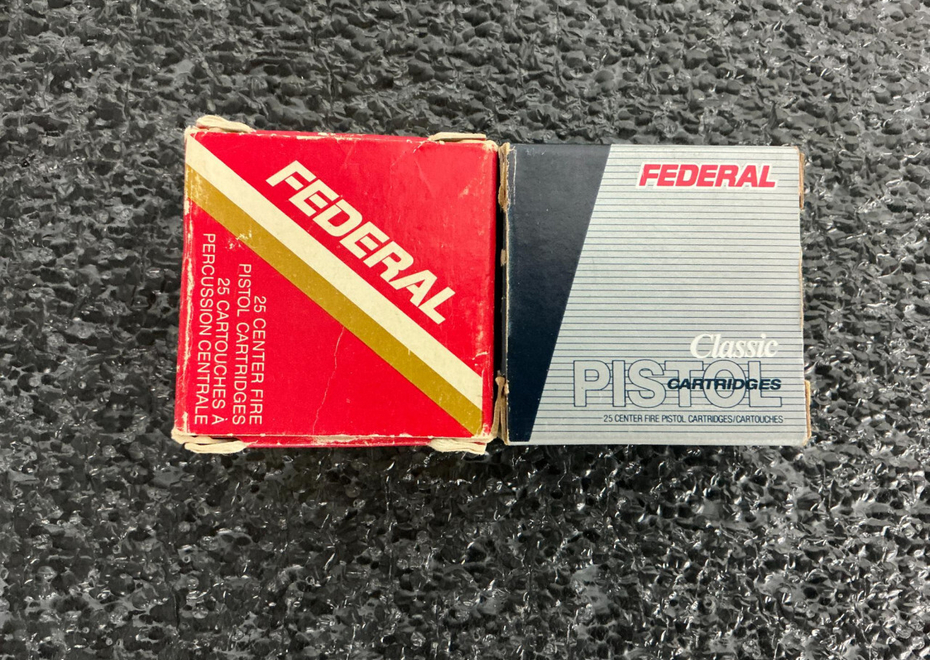 FEDERAL
25 CENTER FIRE
PISTOL CARTRIDGES
25 CARTOUCHES À
PERCUSSION CENTRALE
FEDERAL
Classic
PISTOL
CARTRIDGES
25 CENTER FIRE PISTOL CARTRIDGES/CARTOUCHES